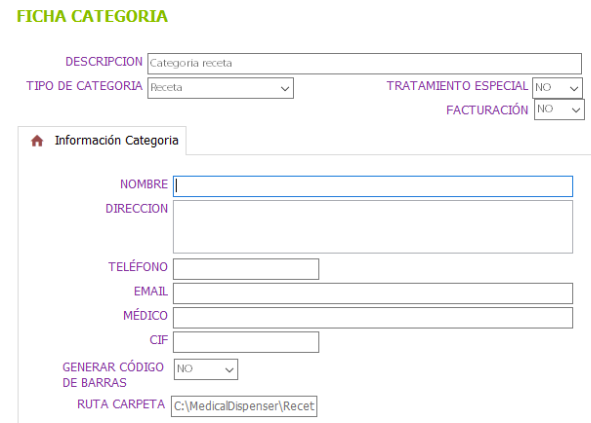 FICHA CATEGORIA
DESCRIPCION Categoria receta
TIPO DE CATEGORIA Receta TRATAMIENTO ESPECIAL NO
FACTURACIÓN NO
Información Categoria
NOMBRE
DIRECCION
TELÉFONO
EMAIL
MÉDICO
CIF
GENERAR CÓDIGO NO
DE BARRAS
RUTA CARPETA C:\MedicalDispenser\Recet